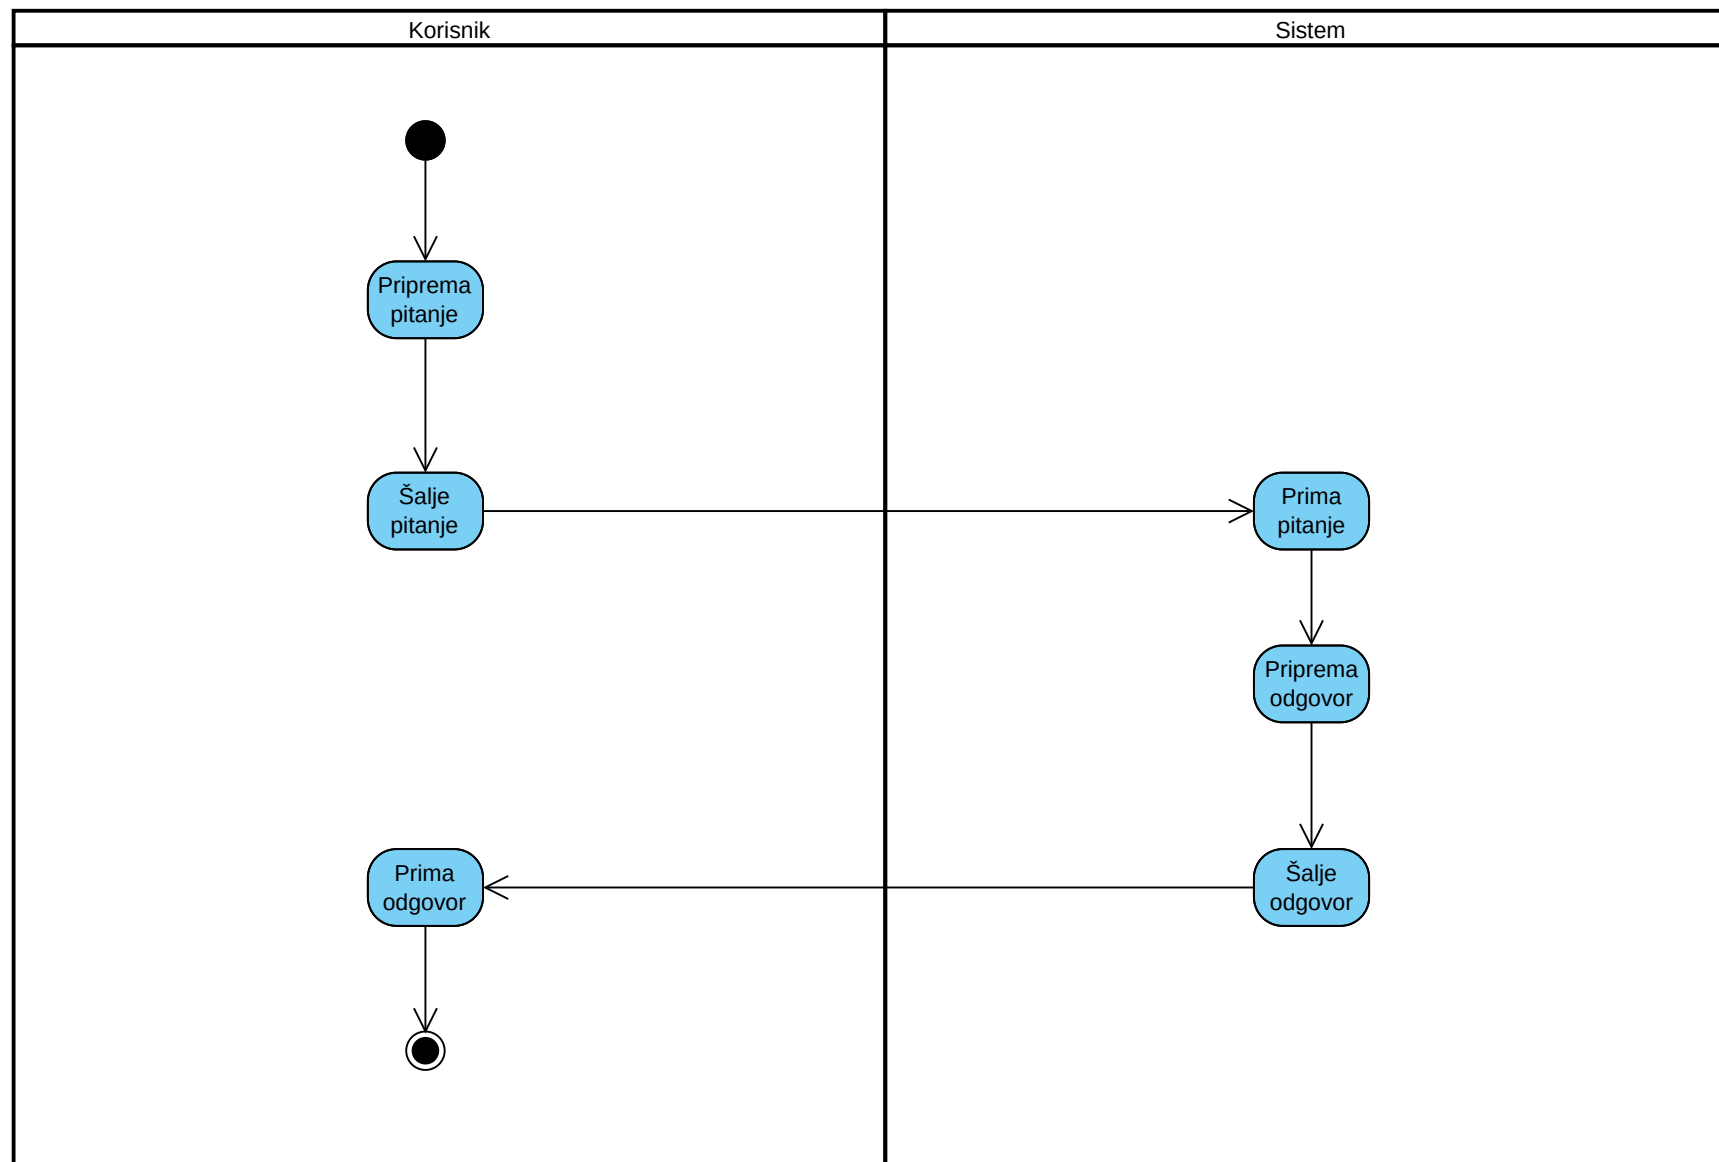 Korisnik
Sistem
Priprema
pitanje
Šalje
pitanje
Prima
pitanje
Priprema
odgovor
Šalje
odgovor
Prima
odgovor